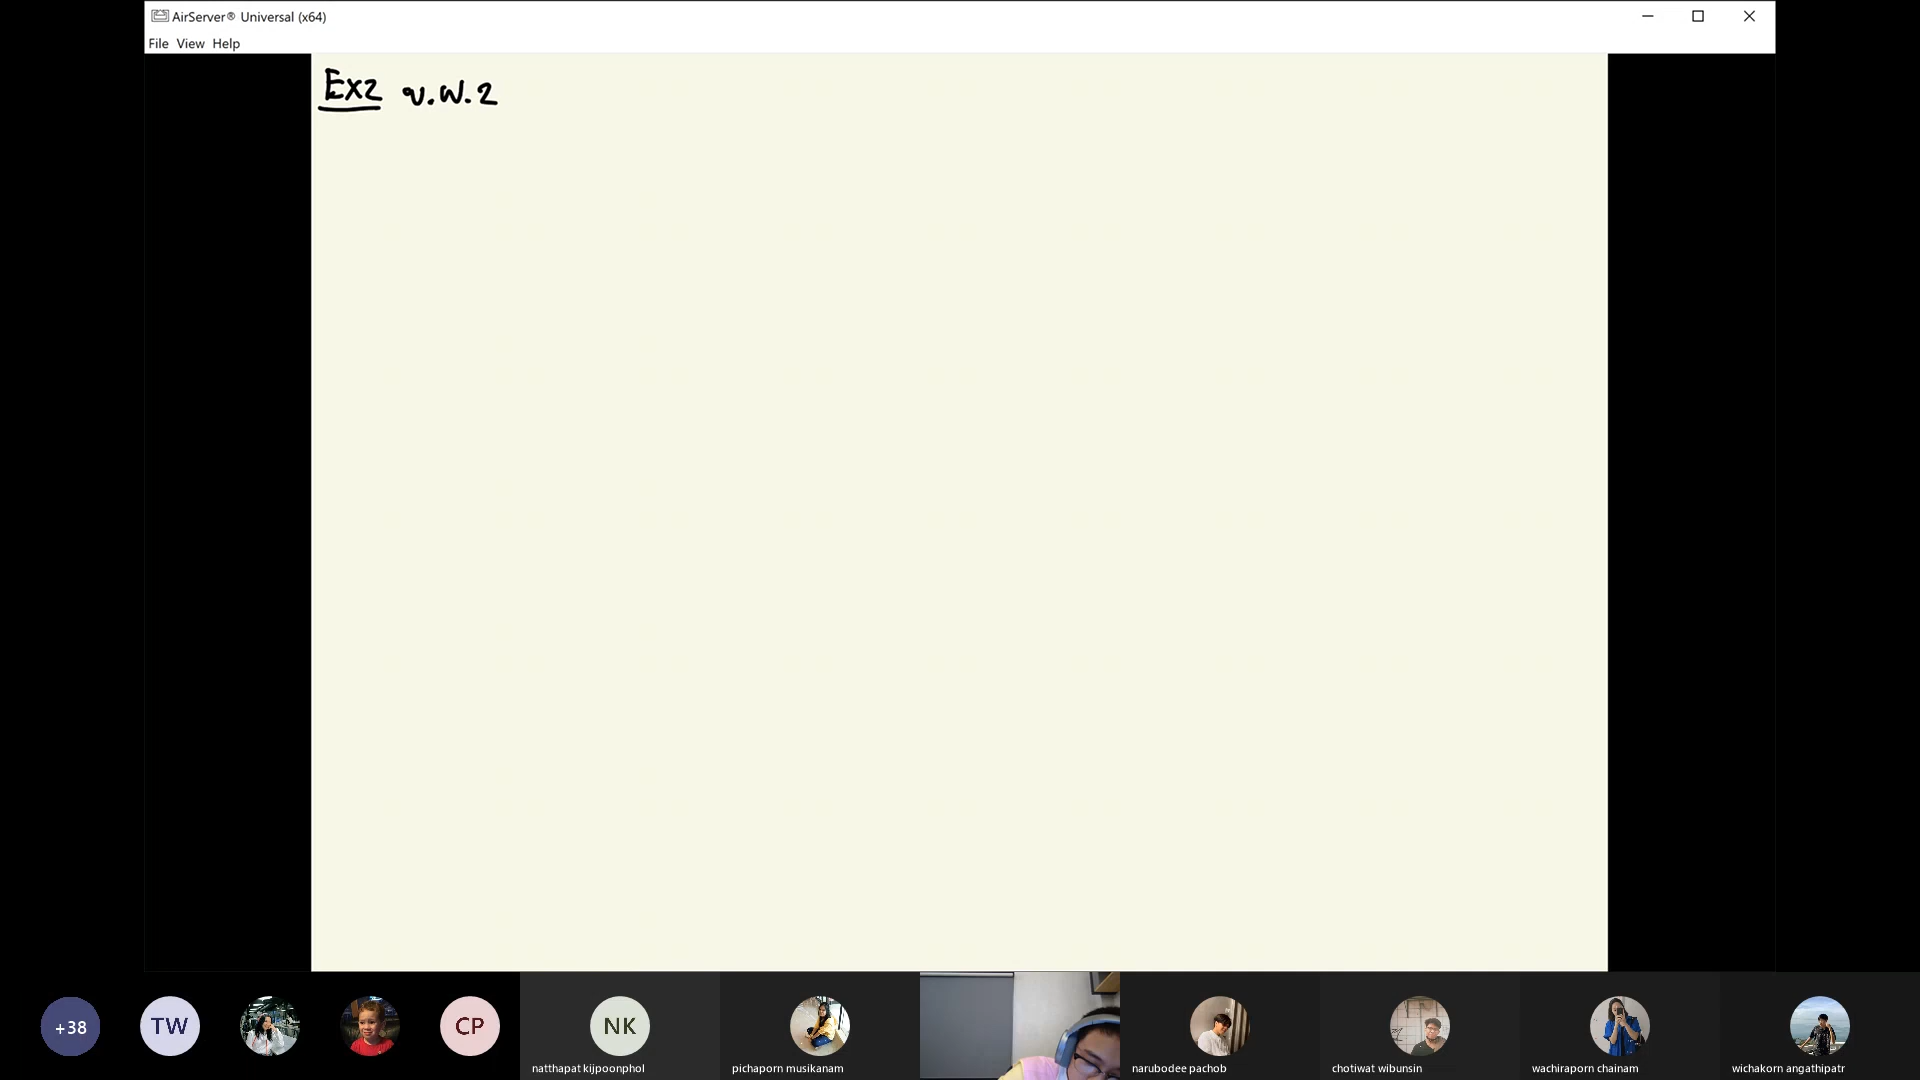 AirServer® Universal (x64)
File View Help
Ex2 ข.พ.2
+38
TW
CP
NK
natthapat kijpoonphol
pichaporn musikanam
narubodee pachob
chotiwat wibunsin
wachiraporn chainam
wichakorn angathipatr